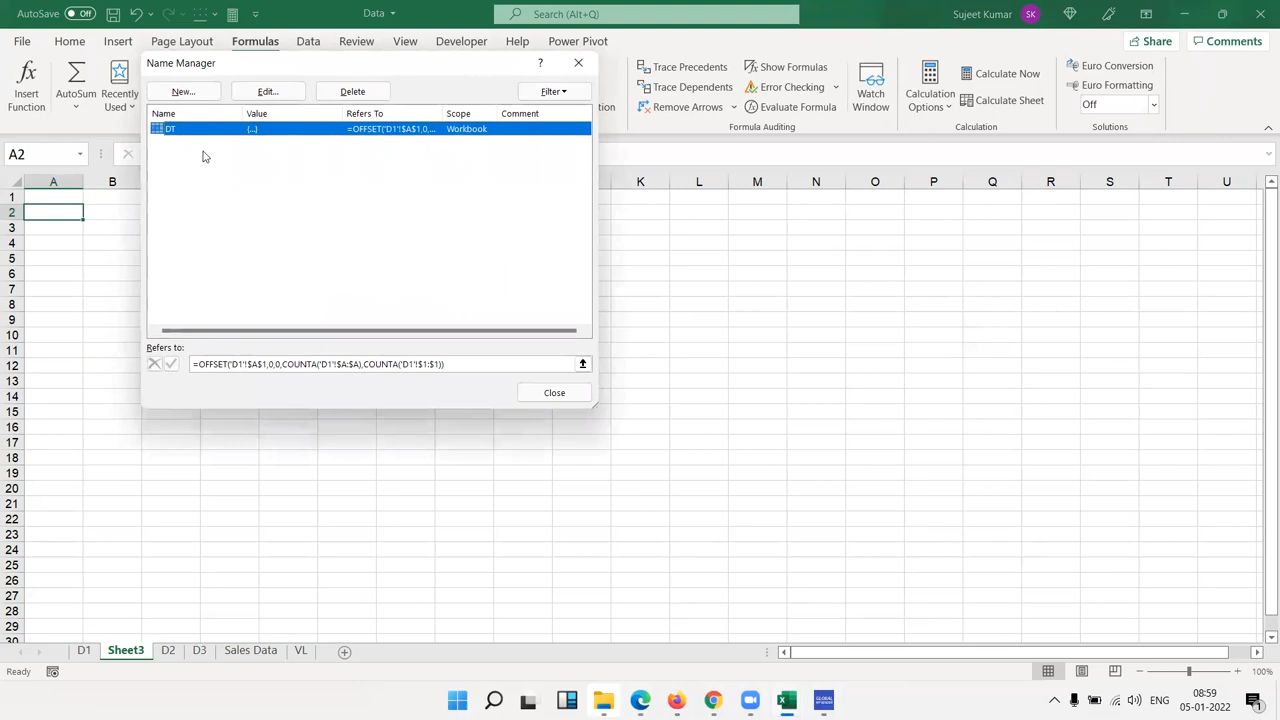 AutoSave Off Data Search (Alt+Q) Sujeet Kumar SK
File Home Insert Page Layout Formulas Data Review View Developer Help Power Pivot Share Comments
Name Manager ?
New... Edit... Delete Filter
Name Value Refers To Scope Comment
DT {...} =OFFSET('D1'!$A$1,0,... Workbook
Refers to:
=OFFSET('D1'!$A$1,0,0,COUNTA('D1'!$A:$A),COUNTA('D1'!$1:$1))
Close
Insert Function
AutoSum
Recently Used
Trace Precedents
Trace Dependents
Remove Arrows
Show Formulas
Error Checking
Evaluate Formula
Formula Auditing
Watch Window
Calculation Options
Calculate Now
Calculate Sheet
Calculation
Euro Conversion
Euro Formatting
Off
Solutions
A2
A B K L M N O P Q R S T U
1
2
3
4
5
6
7
8
9
10
11
12
13
14
15
16
17
18
19
20
21
22
23
24
25
26
27
28
29
30
D1 Sheet3 D2 D3 Sales Data VL
Ready 100%
GLOBAL ENG 08:59
05-01-2022 1